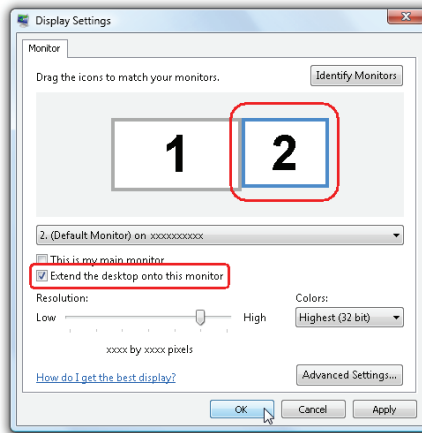 Display Settings
Monitor
Drag the icons to match your monitors.
Identify Monitors
1
2
2. (Default Monitor) on xxxxxxxxxx
This is my main monitor
Extend the desktop onto this monitor
Resolution:
Colors:
Low
High
Highest (32 bit)
xxxx by xxxx pixels
How do I get the best display?
Advanced Settings...
OK
Cancel
Apply